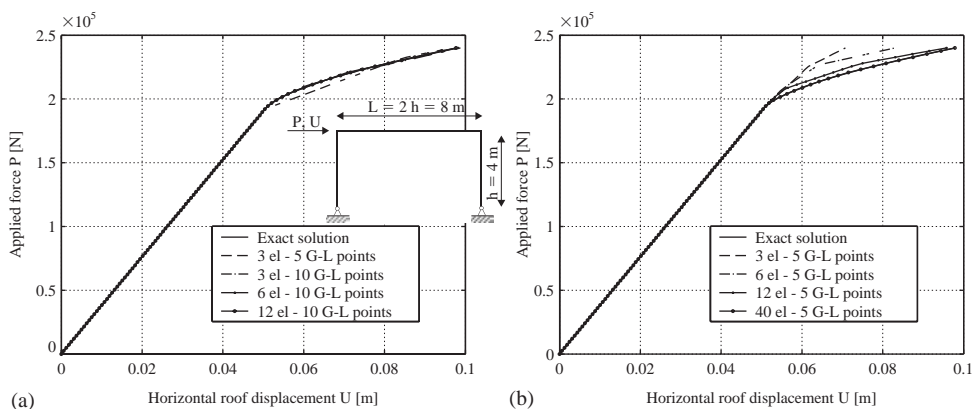 ×10⁵
2.5
2
1.5
1
0.5
0
Applied force P [N]
L = 2 h = 8 m
P, U
h = 4 m
Exact solution
3 el - 5 G-L points
3 el - 10 G-L points
6 el - 10 G-L points
12 el - 10 G-L points
0
0.02
0.04
0.06
0.08
0.1
(a)
Horizontal roof displacement U [m]
×10⁵
2.5
2
1.5
1
0.5
0
Applied force P [N]
Exact solution
3 el - 5 G-L points
6 el - 5 G-L points
12 el - 5 G-L points
40 el - 5 G-L points
0
0.02
0.04
0.06
0.08
0.1
(b)
Horizontal roof displacement U [m]